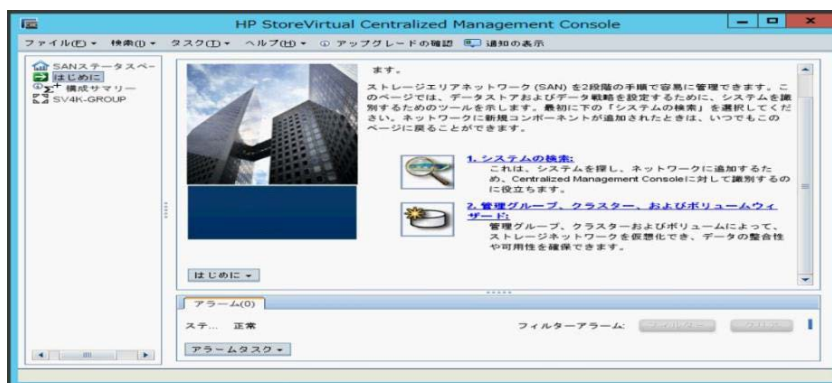 HP StoreVirtual Centralized Management Console
ファイル(F) 検索(I) タスク(T) ヘルプ(H) アップグレードの確認 通知の表示
SANステータスペー
はじめに
構成サマリー
SV4K-GROUP
ます。
ストレージエリアネットワーク (SAN) を2段階の手順で容易に管理できます。こ
のページでは、データストアおよびデータ戦略を設定するために、システムを識
別するためのツールを示します。最初に下の「システムの検索」を選択してくだ
さい。ネットワークに新規コンポーネントが追加されたときは、いつでもこの
ページに戻ることができます。
1. システムの検索:
これは、システムを探し、ネットワークに追加するた
め、Centralized Management Consoleに対して識別するの
に役立ちます。
2. 管理グループ、クラスター、およびボリュームウィ
ザード:
管理グループ、クラスターおよびボリュームによって、
ストレージネットワークを仮想化でき、データの整合性
や可用性を確保できます。
はじめに
アラーム(0)
ステ... 正常 フィルターアラーム: フィルター
アラームタスク